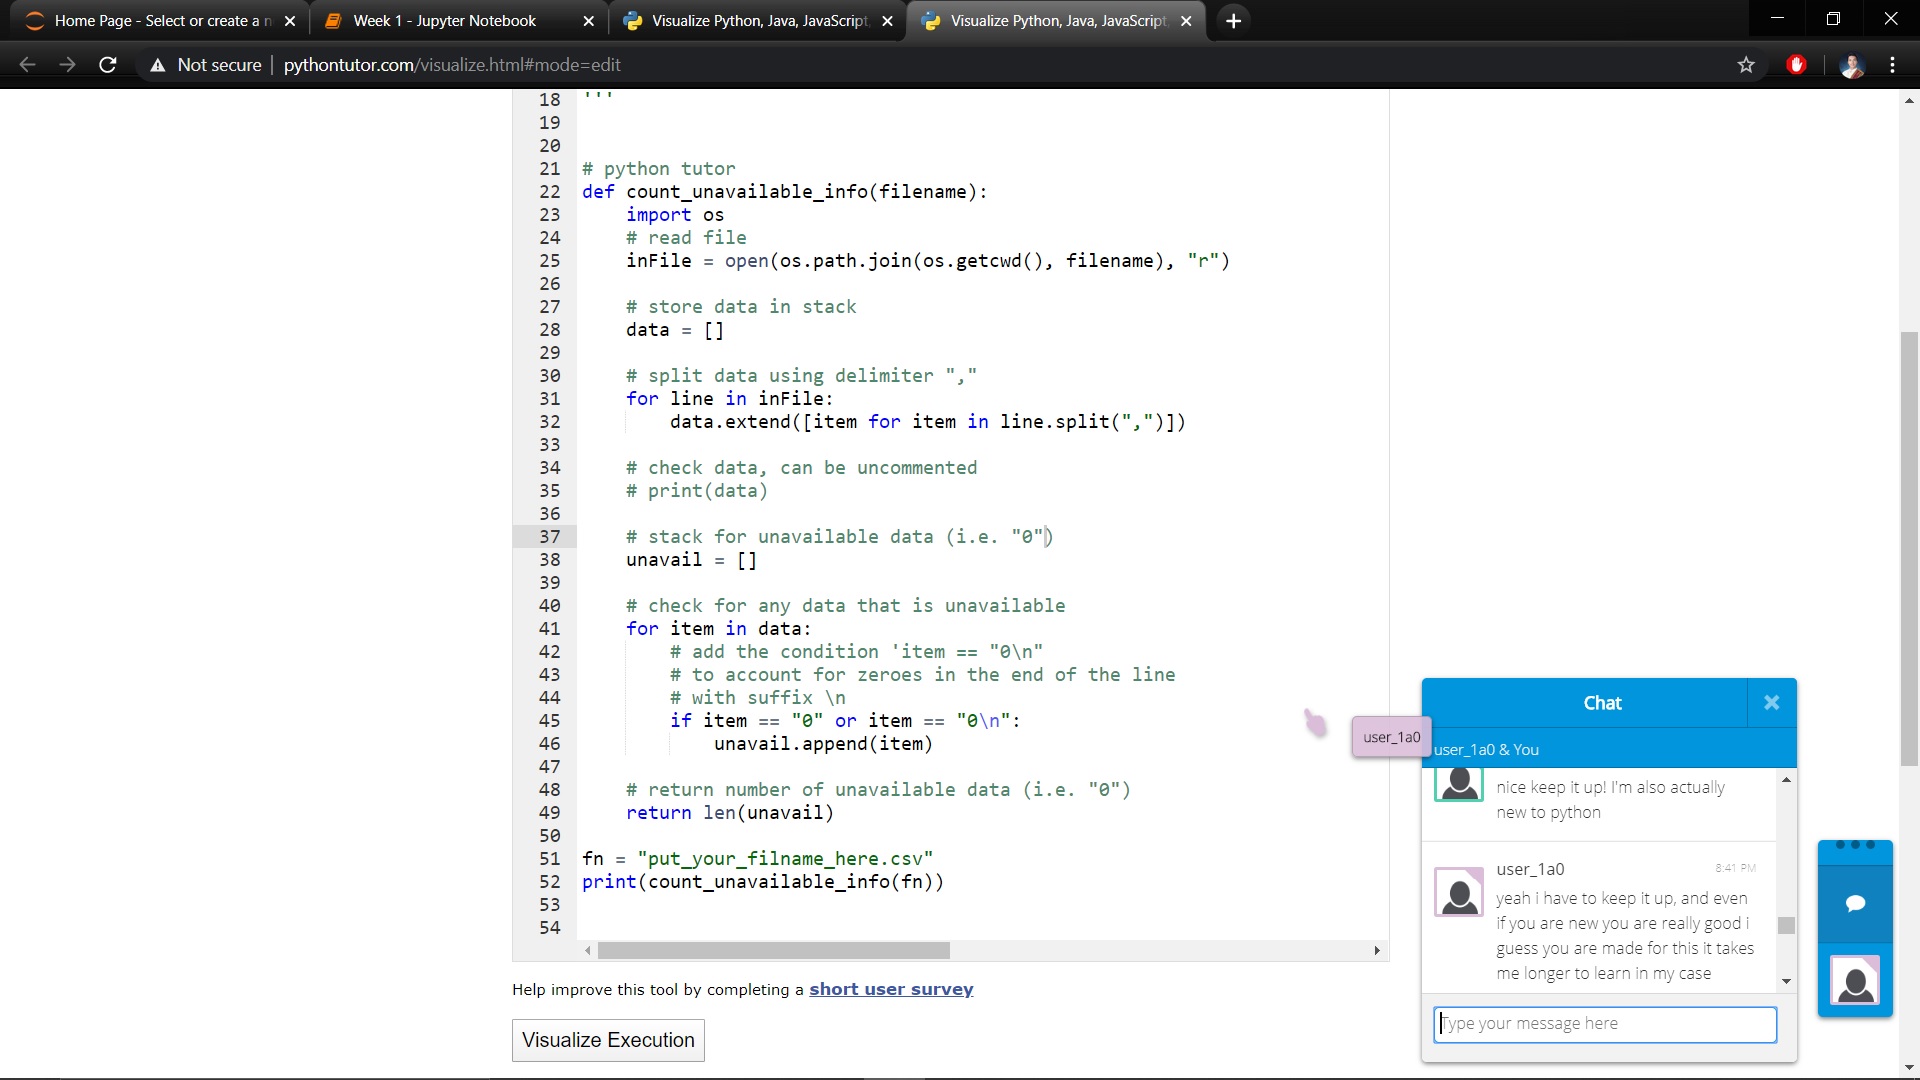 Home Page - Select or create a n
Week 1 - Jupyter Notebook
Visualize Python, Java, JavaScript,
Visualize Python, Java, JavaScript,
Not secure | pythontutor.com/visualize.html#mode=edit
18 '''
19
20
21 # python tutor
22 def count_unavailable_info(filename):
23 import os
24 # read file
25 inFile = open(os.path.join(os.getcwd(), filename), "r")
26
27 # store data in stack
28 data = []
29
30 # split data using delimiter ","
31 for line in inFile:
32 data.extend([item for item in line.split(",")])
33
34 # check data, can be uncommented
35 # print(data)
36
37 # stack for unavailable data (i.e. "0")
38 unavail = []
39
40 # check for any data that is unavailable
41 for item in data:
42 # add the condition 'item == "0\n"
43 # to account for zeroes in the end of the line
44 # with suffix \n
45 if item == "0" or item == "0\n":
46 unavail.append(item)
47
48 # return number of unavailable data (i.e. "0")
49 return len(unavail)
50
51 fn = "put_your_filname_here.csv"
52 print(count_unavailable_info(fn))
53
54
Help improve this tool by completing a short user survey
Visualize Execution
user_1a0
Chat
user_1a0 & You
nice keep it up! I'm also actually
new to python
user_1a0 8:41 PM
yeah i have to keep it up, and even
if you are new you are really good i
guess you are made for this it takes
me longer to learn in my case
Type your message here